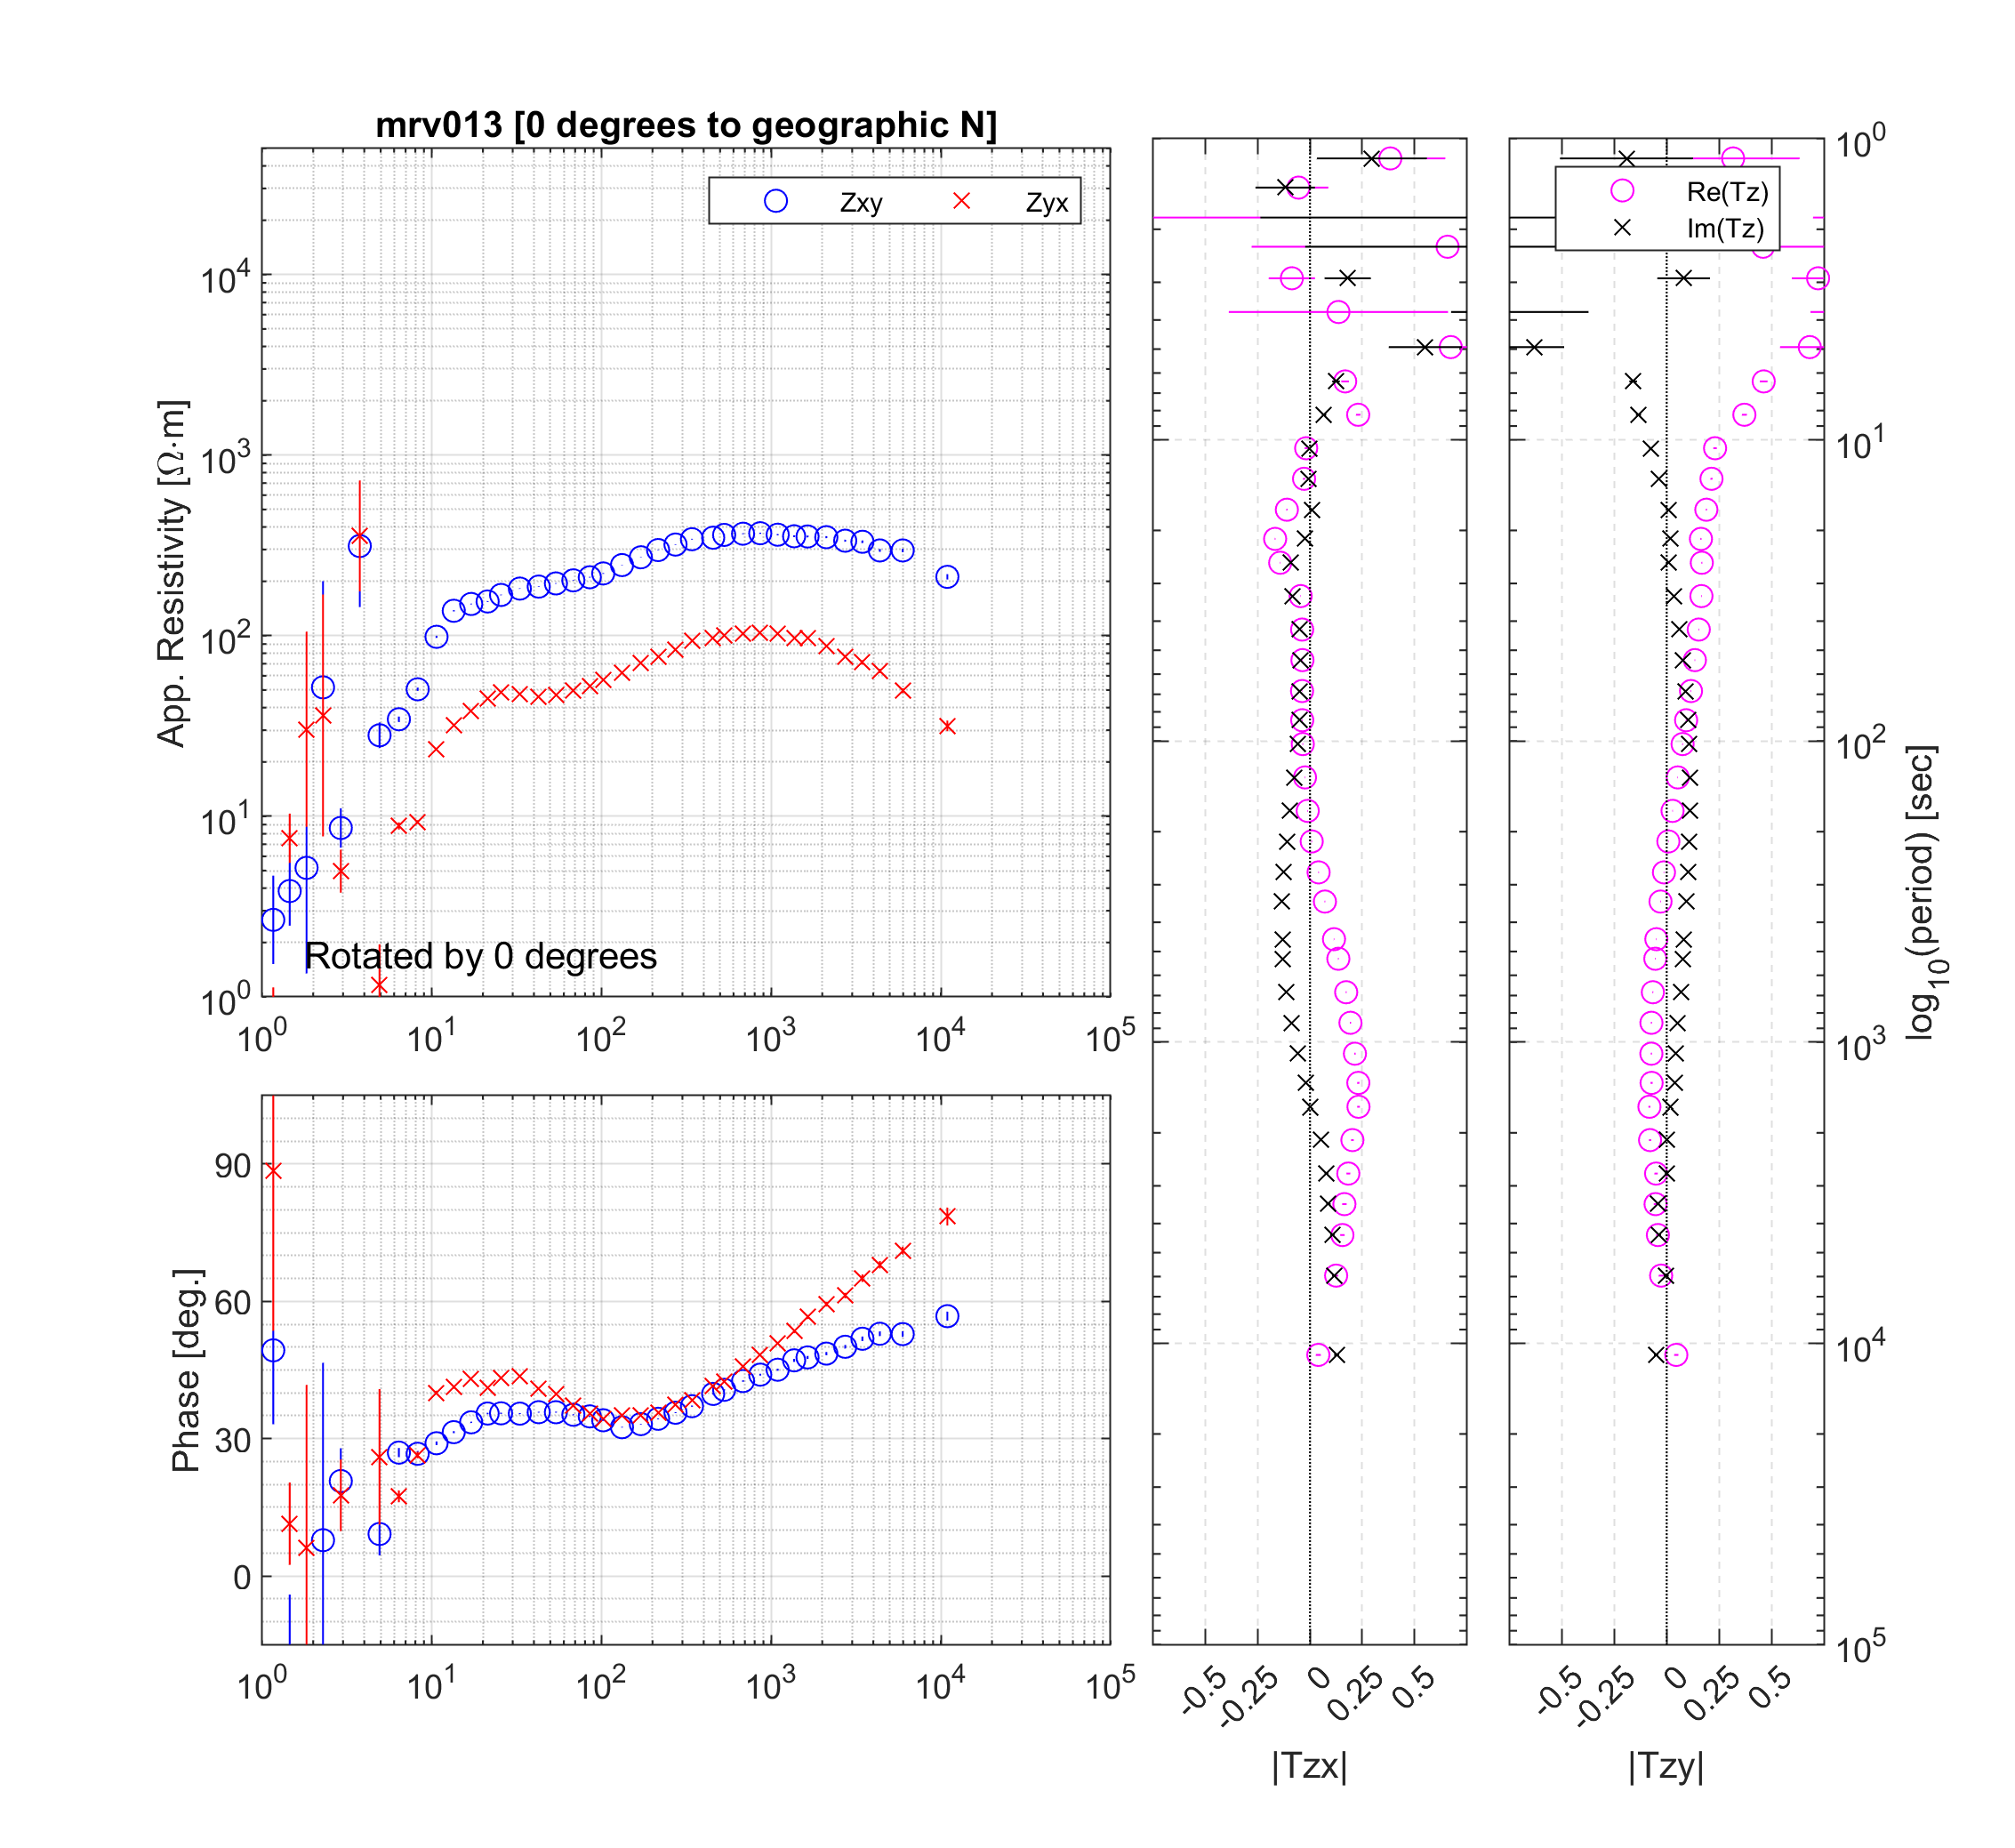 mrv013 [0 degrees to geographic N]
Zxy Zyx
App. Resistivity [Ω·m]
10^4
10^3
10^2
10^1
10^0
Rotated by 0 degrees
10^0 10^1 10^2 10^3 10^4 10^5
Phase [deg.]
90
60
30
0
10^0 10^1 10^2 10^3 10^4 10^5
-0.5 -0.25 0 0.25 0.5
|Tzx|
Re(Tz)
Im(Tz)
-0.5 -0.25 0 0.25 0.5
|Tzy|
10^0
10^1
10^2
10^3
10^4
10^5
log_10(period) [sec]